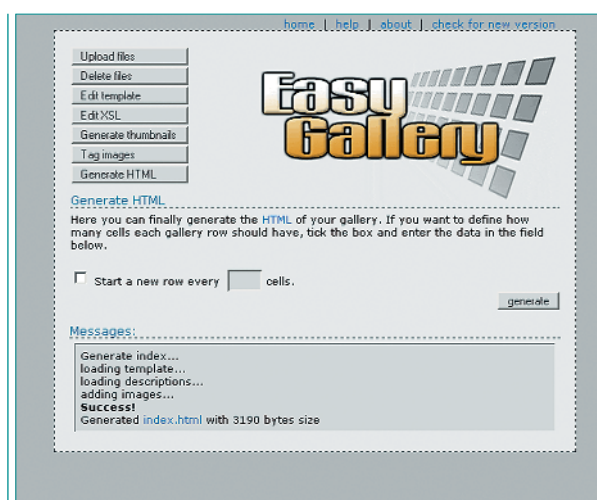 home | help | about | check for new version
Upload files
Delete files
Edit template
Edit XSL
Generate thumbnails
Tag images
Generate HTML
Easy
Gallery
Generate HTML
Here you can finally generate the HTML of your gallery. If you want to define how
many cells each gallery row should have, tick the box and enter the data in the field
below.
Start a new row every cells.
generate
Messages:
Generate index...
loading template...
loading descriptions...
adding images...
Success!
Generated index.html with 3190 bytes size